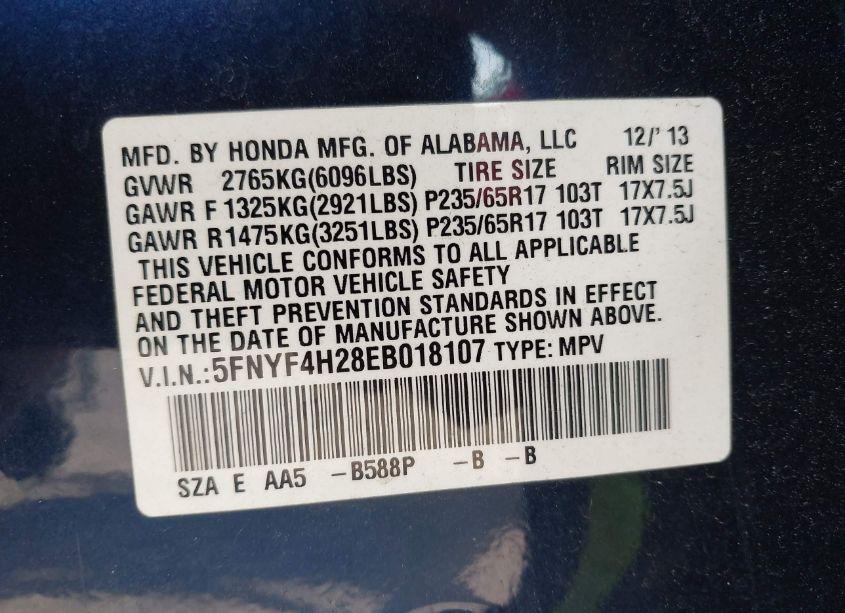 MFD. BY HONDA MFG. OF ALABAMA, LLC 12/' 13
GVWR 2765KG(6096LBS) TIRE SIZE RIM SIZE
GAWR F 1325KG(2921LBS) P235/65R17 103T 17X7.5J
GAWR R1475KG(3251LBS) P235/65R17 103T 17X7.5J
THIS VEHICLE CONFORMS TO ALL APPLICABLE
FEDERAL MOTOR VEHICLE SAFETY
AND THEFT PREVENTION STANDARDS IN EFFECT
ON THE DATE OF MANUFACTURE SHOWN ABOVE.
V.I.N.:5FNYF4H28EB018107 TYPE: MPV
SZA E AA5 -B588P -B -B